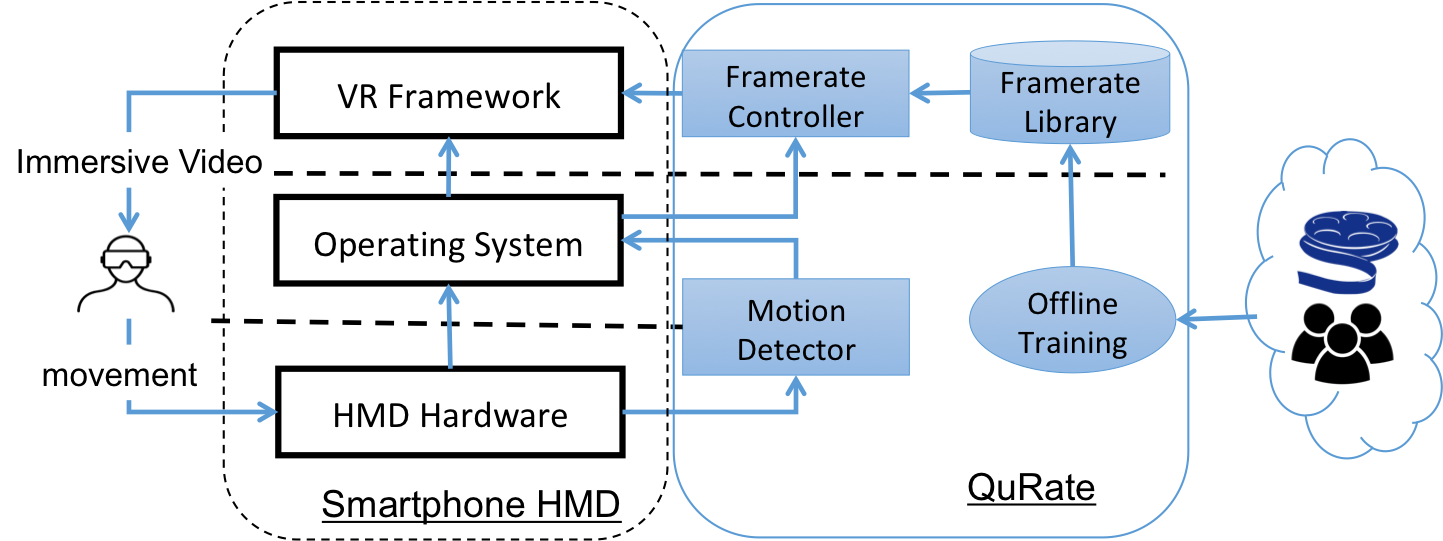 VR Framework
Framerate
Controller
Framerate
Library
Immersive Video
Operating System
Motion
Detector
Offline
Training
movement
HMD Hardware
Smartphone HMD
QuRate